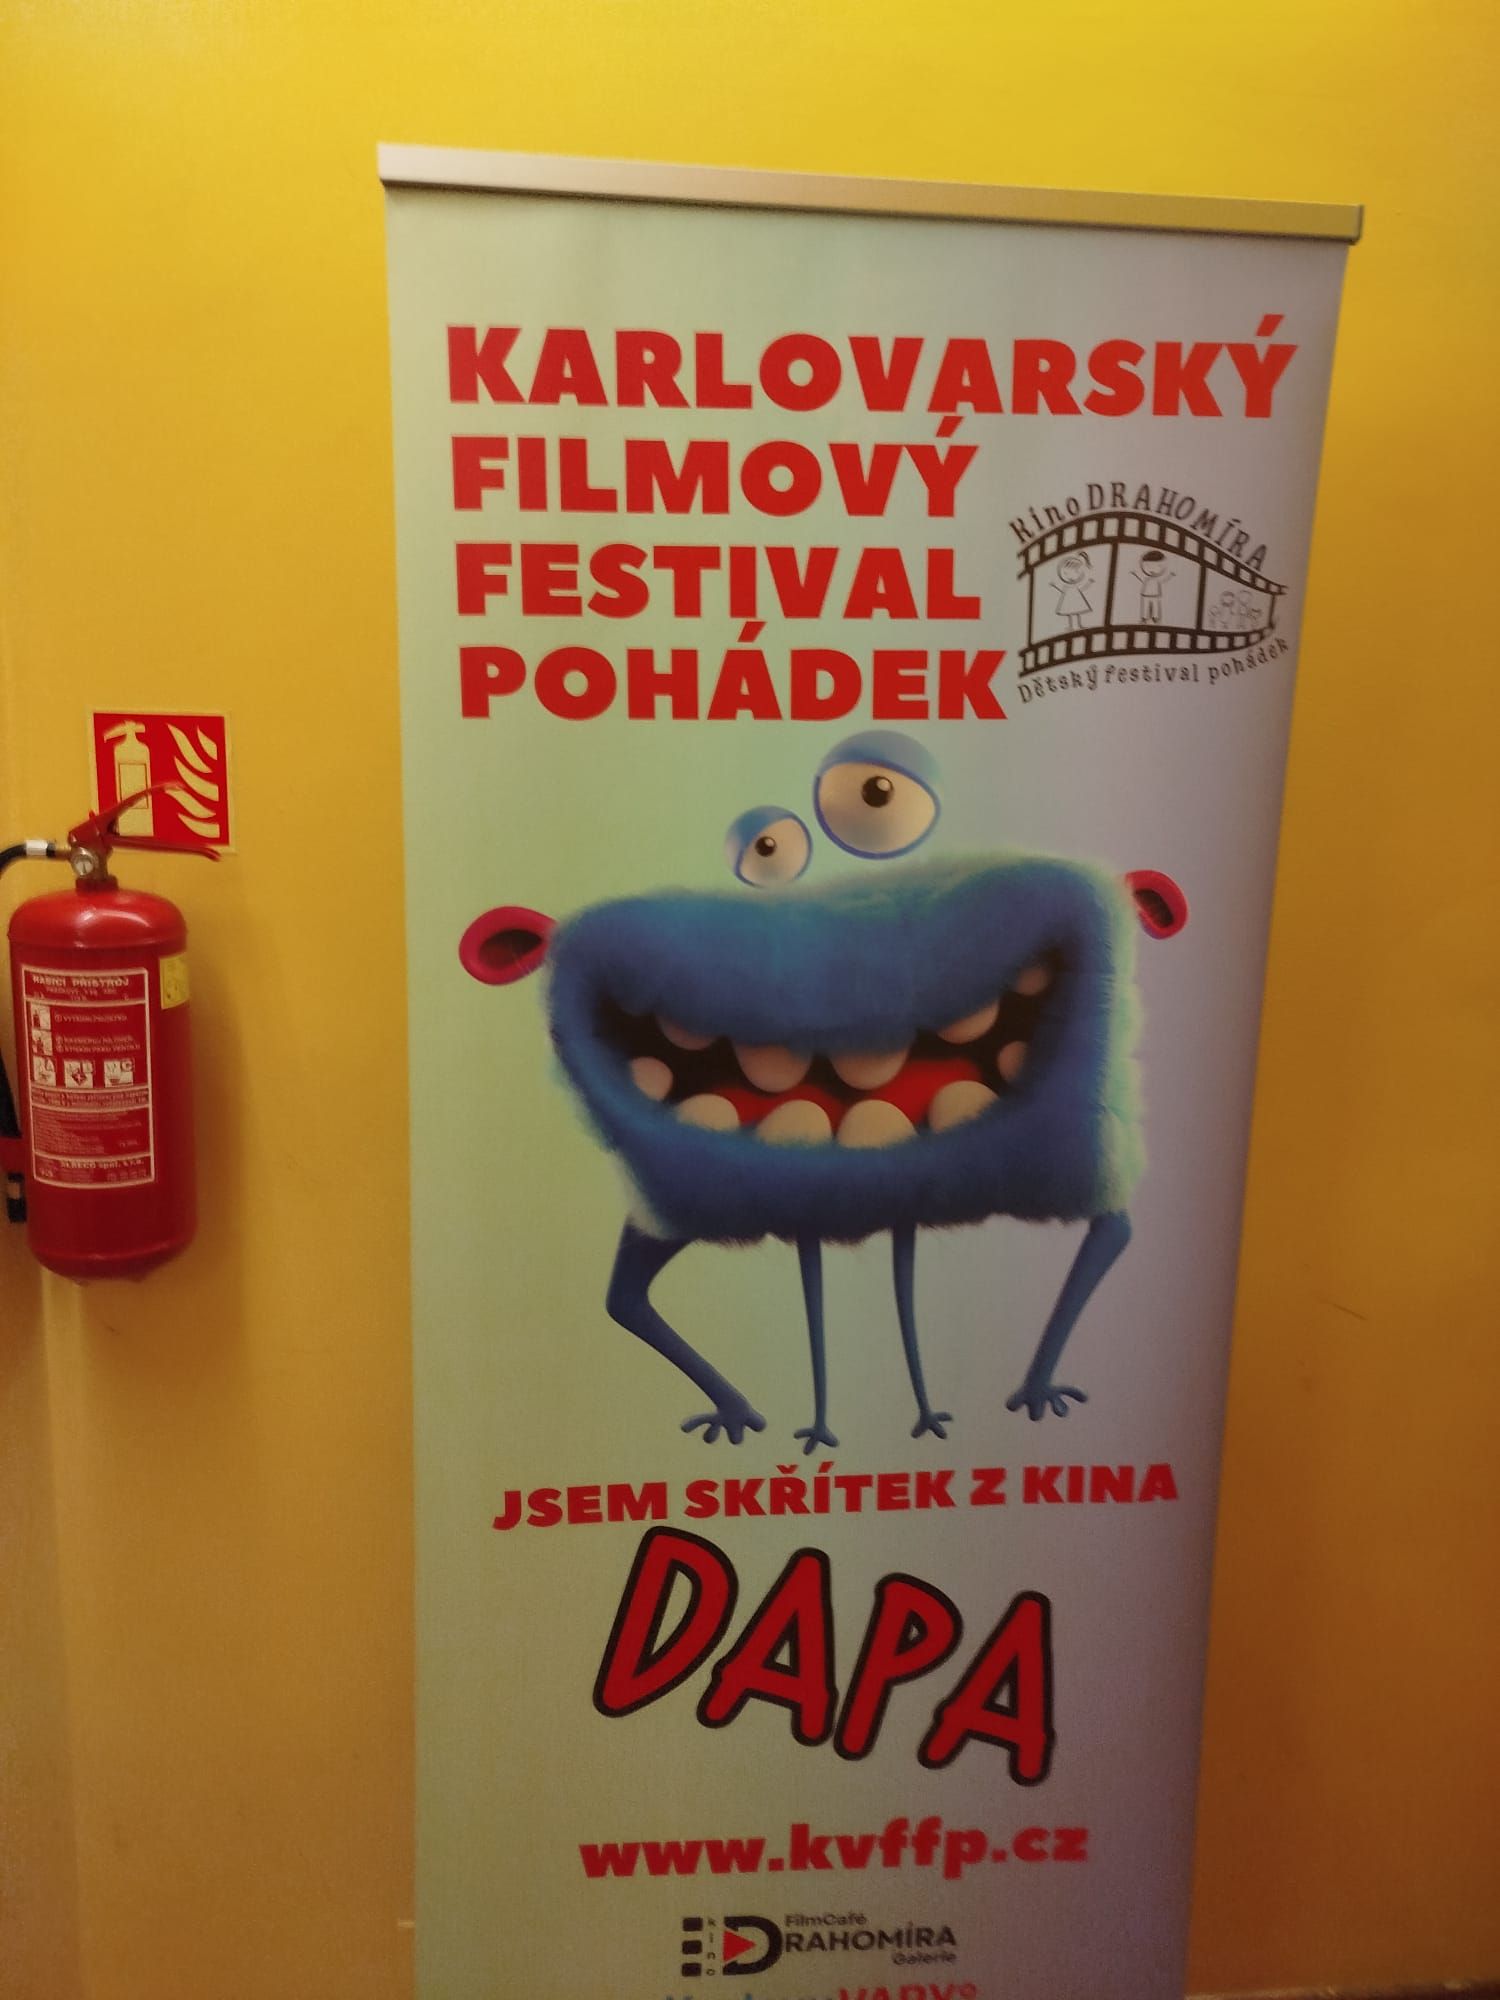 KARLOVARSKÝ
FILMOVÝ
FESTIVAL
POHÁDEK
Kino DRAHOMÍRA
Dětský festival pohádek
JSEM SKŘÍTEK Z KINA
DAPA
www.kvffp.cz
kino
FilmCafé
DRAHOMÍRA
Galerie
VARY°
HASICÍ PŘÍSTROJ